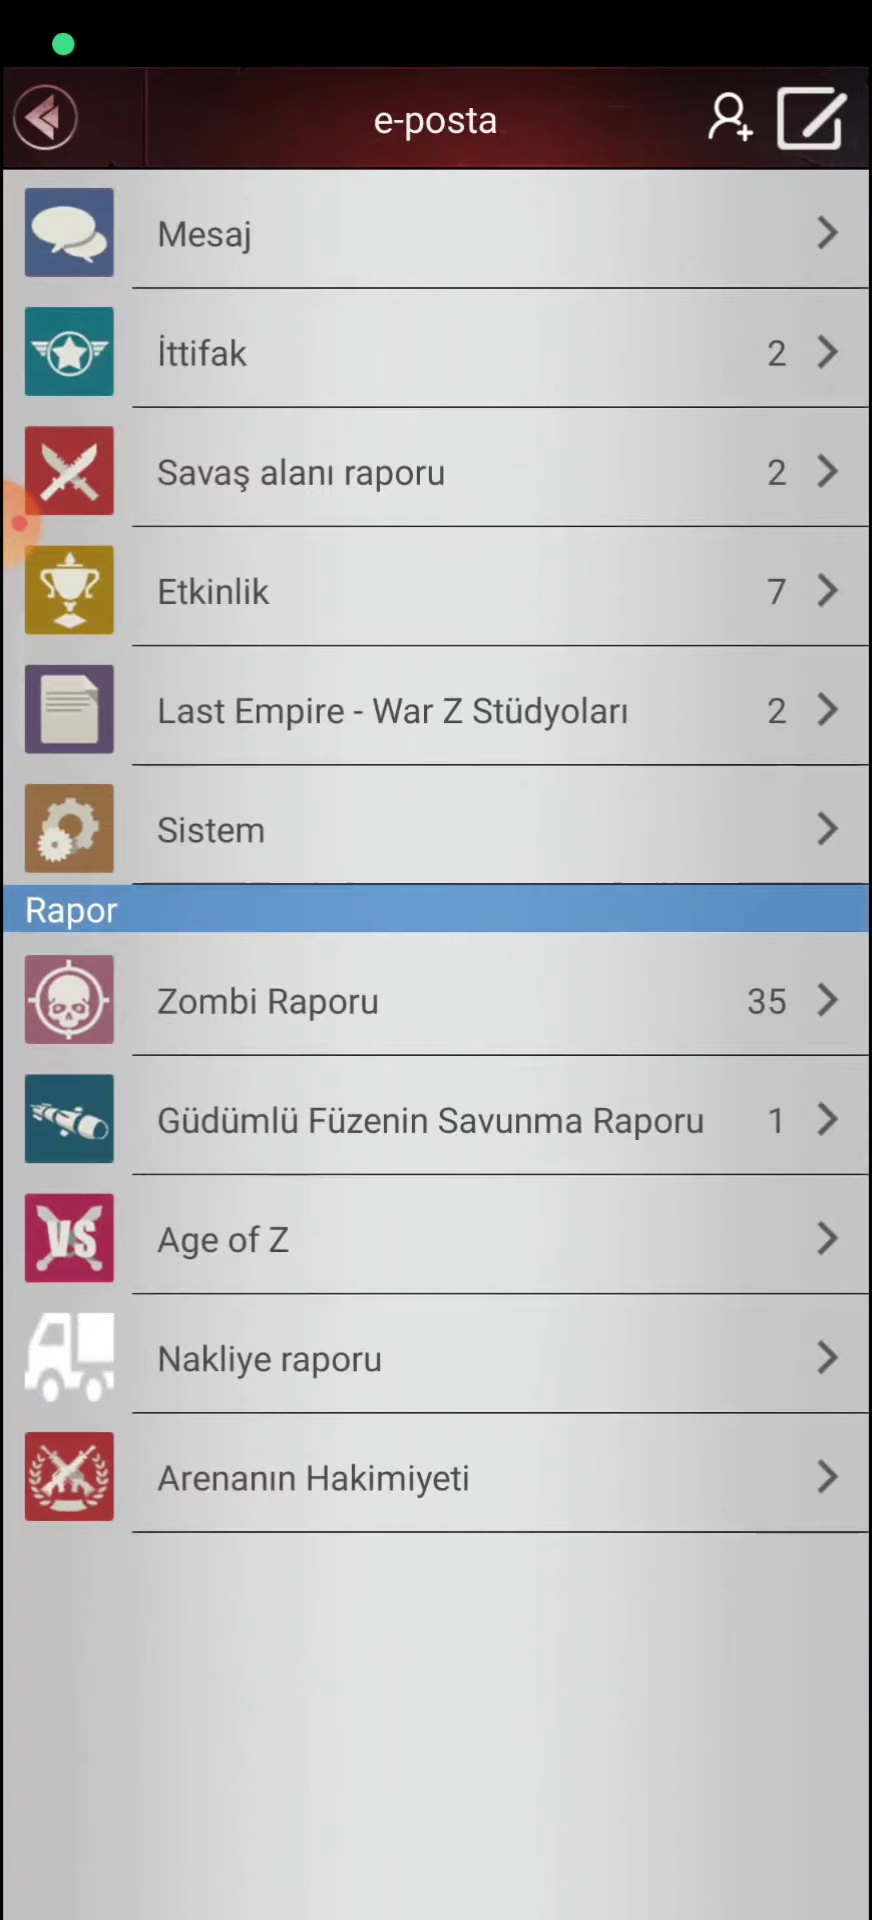 e-posta
Mesaj
İttifak 2
Savaş alanı raporu 2
Etkinlik 7
Last Empire - War Z Stüdyoları 2
Sistem
Rapor
Zombi Raporu 35
Güdümlü Füzenin Savunma Raporu 1
VS
Age of Z
Nakliye raporu
Arenanın Hakimiyeti